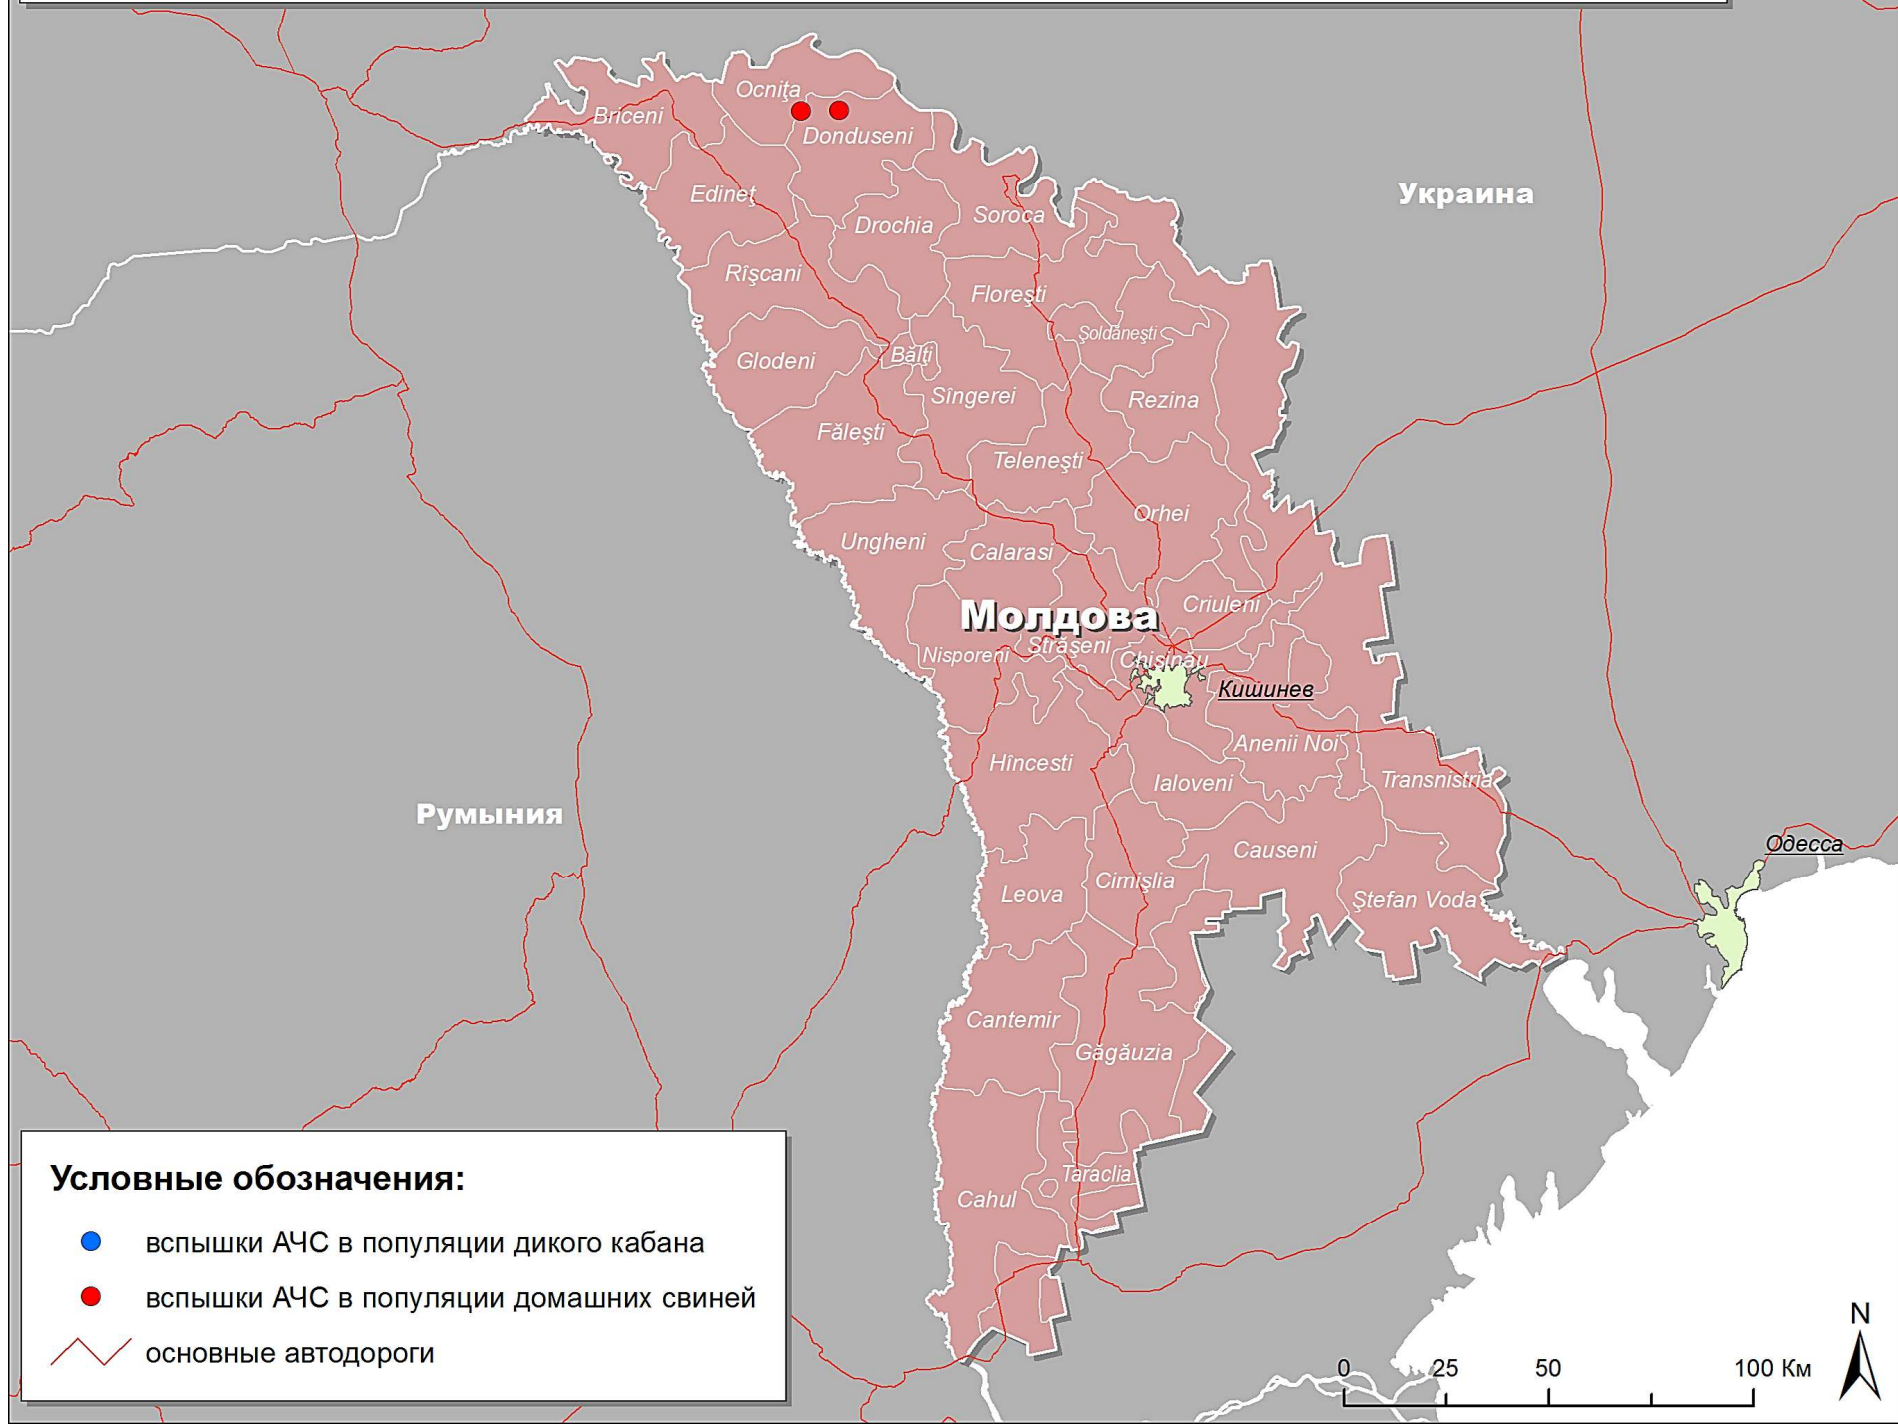 Ocniţa
Briceni
Donduseni
Украина
Edineţ
Soroca
Drochia
Rîşcani
Floreşti
Şoldăneşti
Bălţi
Glodeni
Sîngerei
Rezina
Făleşti
Teleneşti
Orhei
Ungheni
Calarasi
Criuleni
Молдова
Străşeni
Nisporeni
Chişinău
Кишинев
Anenii Noi
Hîncesti
Ialoveni
Transnistria
Румыния
Одесса
Causeni
Cimişlia
Leova
Ştefan Voda
Cantemir
Găgăuzia
Taraclia
Cahul
Условные обозначения:
вспышки АЧС в популяции дикого кабана
вспышки АЧС в популяции домашних свиней
основные автодороги
N
0 25 50 100 Км